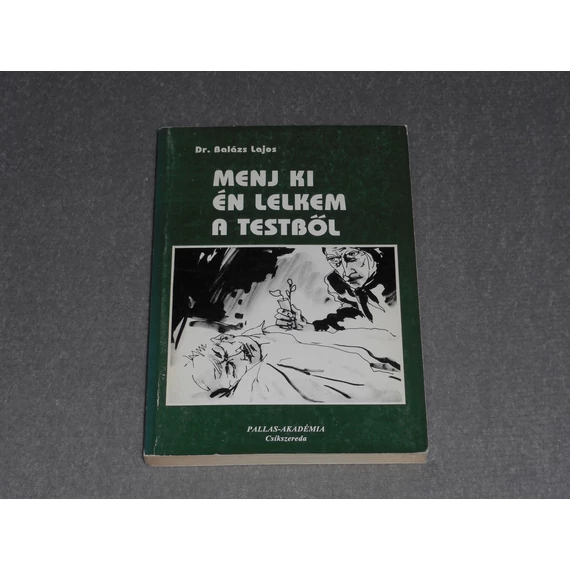 Dr. Balázs Lajos
MENJ KI
ÉN LELKEM
A TESTBŐL
PALLAS-AKADÉMIA
Csíkszereda